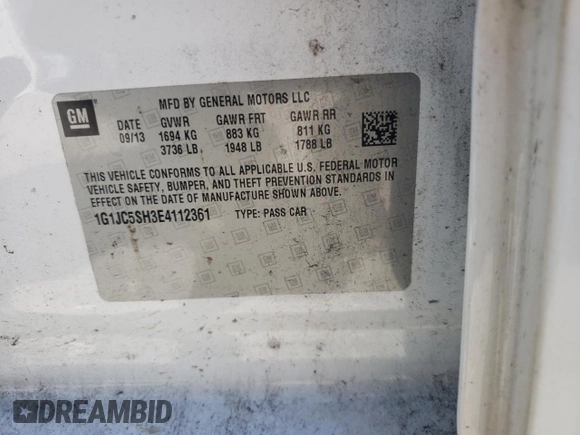 GM
MFD BY GENERAL MOTORS LLC
DATE GVWR GAWR FRT GAWR RR
09/13 1694 KG 883 KG 811 KG
3736 LB 1948 LB 1788 LB
THIS VEHICLE CONFORMS TO ALL APPLICABLE U.S. FEDERAL MOTOR
VEHICLE SAFETY, BUMPER, AND THEFT PREVENTION STANDARDS IN
EFFECT ON THE DATE OF MANUFACTURE SHOWN ABOVE.
1G1JC5SH3E4112361 TYPE: PASS CAR
DREAMBID